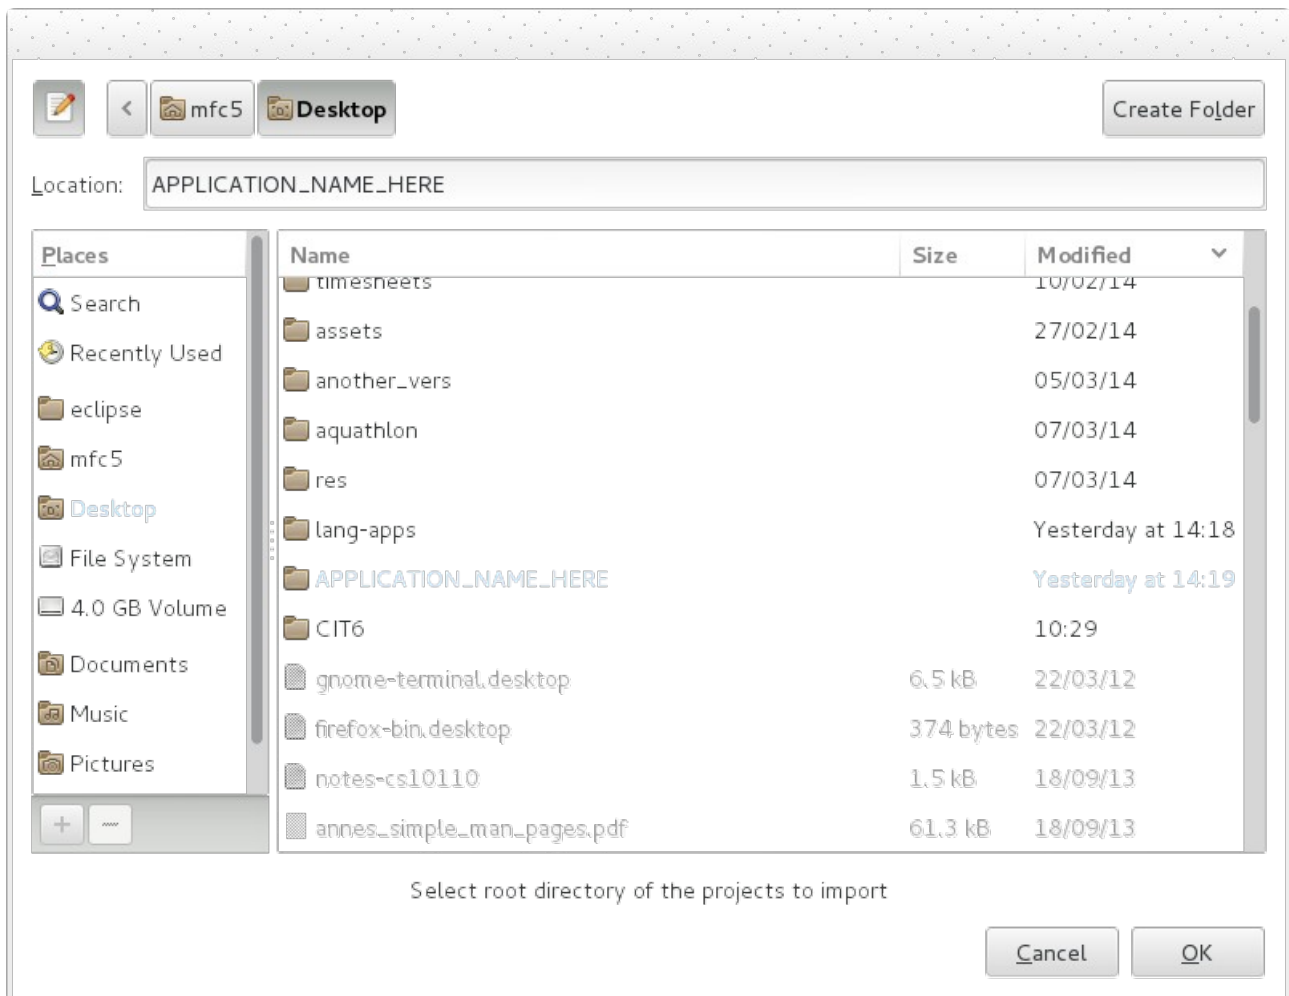 mfc5 Desktop Create Folder
Location: APPLICATION_NAME_HERE
Places
Search
Recently Used
eclipse
mfc5
Desktop
File System
4.0 GB Volume
Documents
Music
Pictures
Name Size Modified
timesheets 10/02/14
assets 27/02/14
another_vers 05/03/14
aquathlon 07/03/14
res 07/03/14
lang-apps Yesterday at 14:18
APPLICATION_NAME_HERE Yesterday at 14:19
CIT6 10:29
gnome-terminal.desktop 6.5 kB 22/03/12
firefox-bin.desktop 374 bytes 22/03/12
notes-cs10110 1.5 kB 18/09/13
annes_simple_man_pages.pdf 61.3 kB 18/09/13
Select root directory of the projects to import
Cancel OK